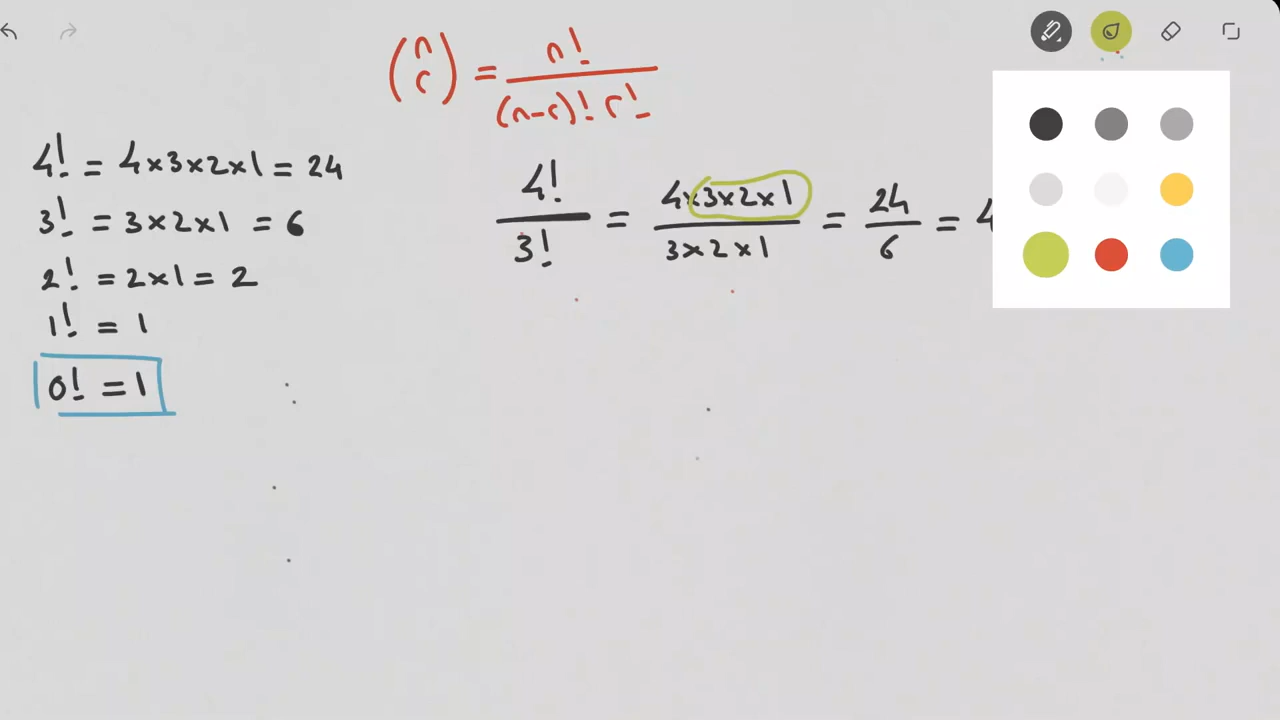 (n r) = n! / (n-r)! r!
4! = 4×3×2×1 = 24
3! = 3×2×1 = 6
2! = 2×1 = 2
1! = 1
0! = 1
4! / 3! = 4×3×2×1 / 3×2×1 = 24 / 6 = 4